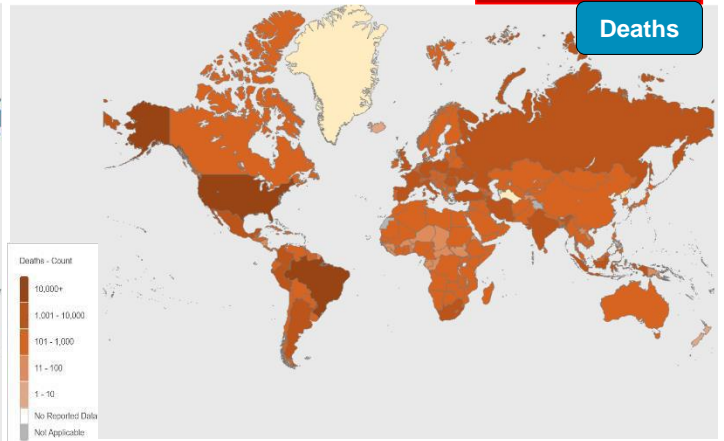 Deaths
Deaths - Count
10,000+
1,001 - 10,000
101 - 1,000
11 - 100
1 - 10
No Reported Data
Not Applicable